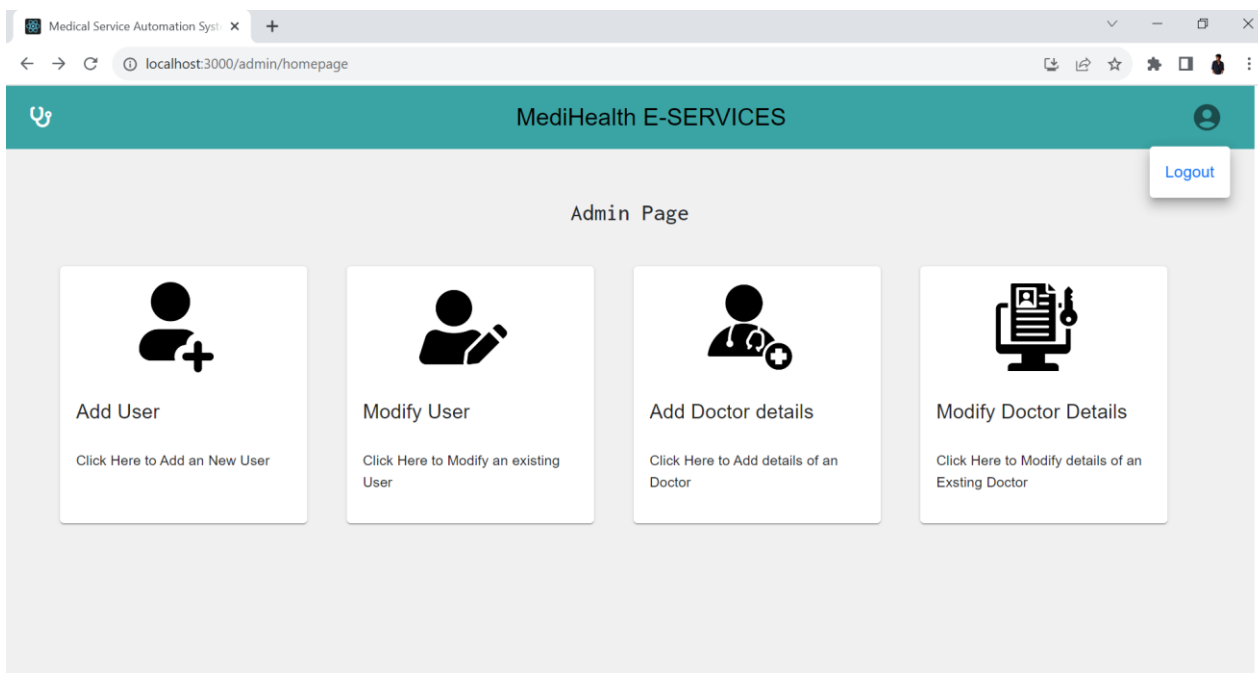 Medical Service Automation Syst
localhost:3000/admin/homepage
MediHealth E-SERVICES
Logout
Admin Page
Add User
Click Here to Add an New User
Modify User
Click Here to Modify an existing
User
Add Doctor details
Click Here to Add details of an
Doctor
Modify Doctor Details
Click Here to Modify details of an
Exsting Doctor